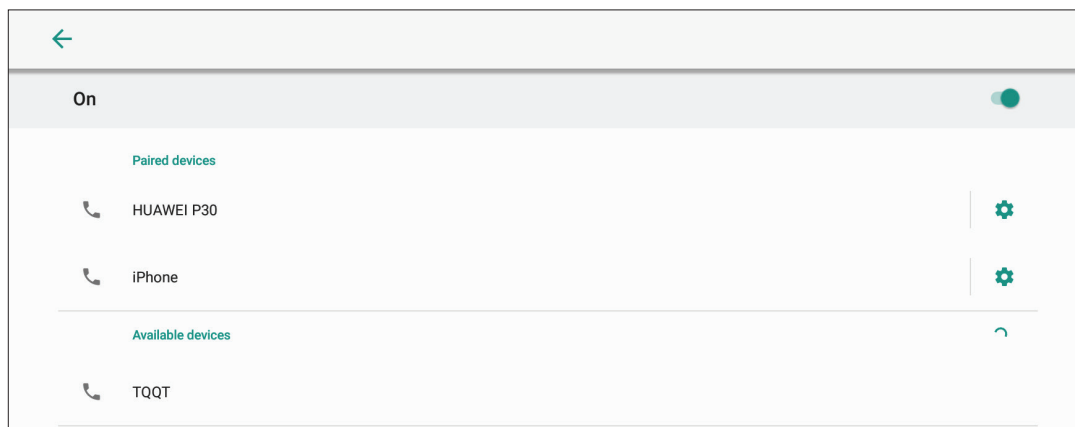 On
Paired devices
HUAWEI P30
iPhone
Available devices
TQQT